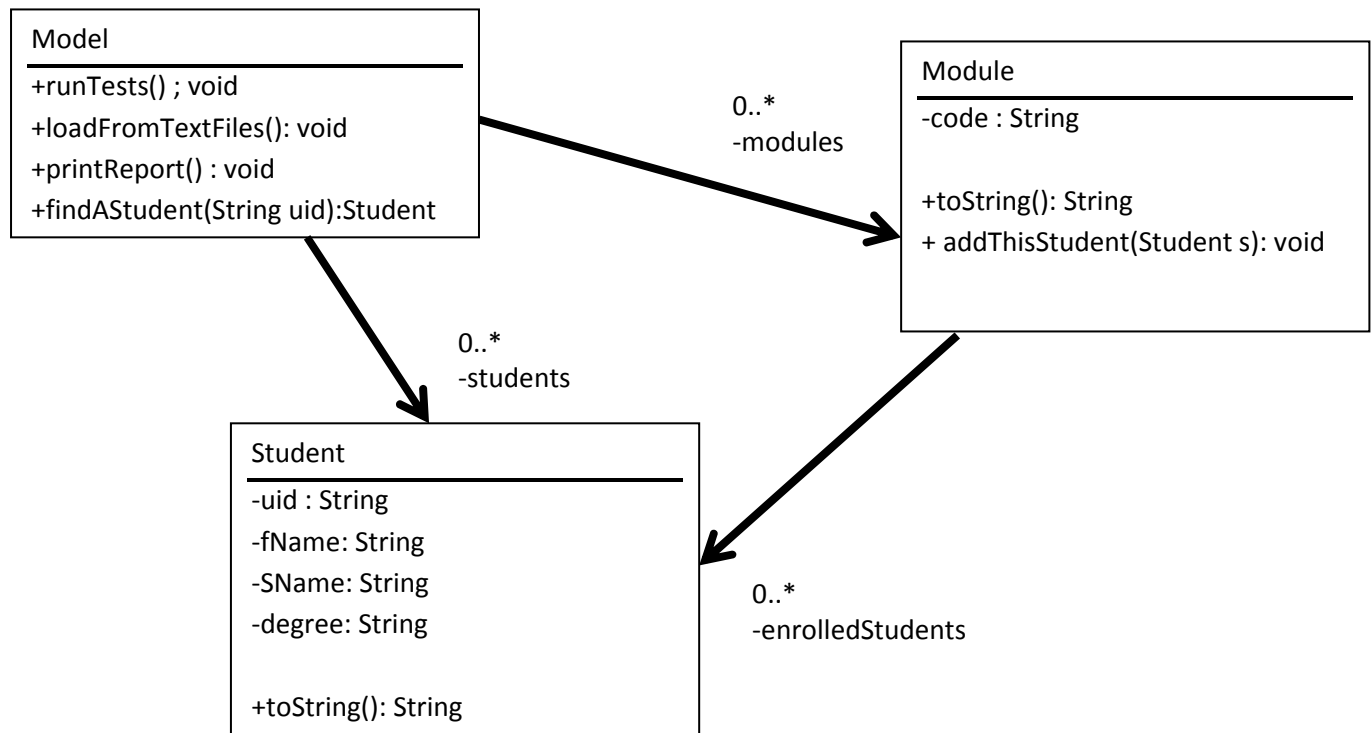 Model
+runTests() ; void
+loadFromTextFiles(): void
+printReport() : void
+findAStudent(String uid):Student
0..*
-modules
Module
-code : String
+toString(): String
+ addThisStudent(Student s): void
0..*
-students
Student
-uid : String
-fName: String
-SName: String
-degree: String
+toString(): String
0..*
-enrolledStudents